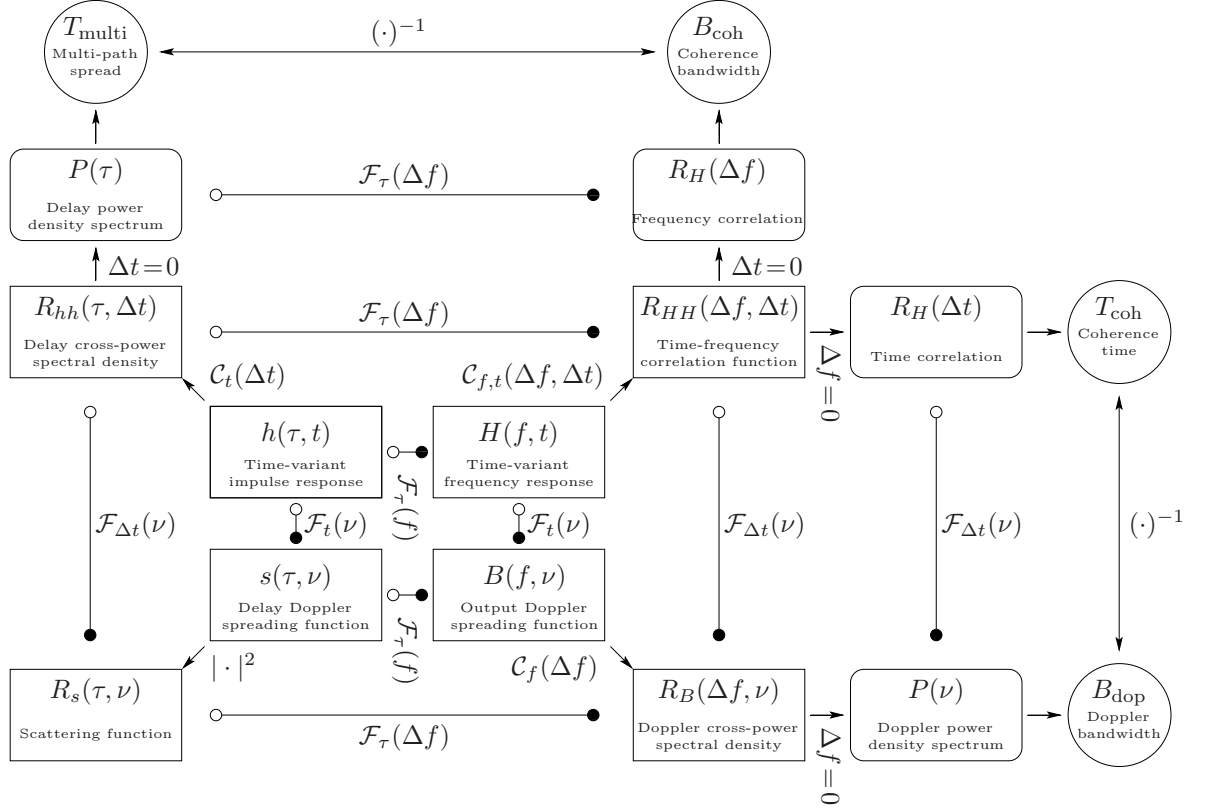 T_multi
Multi-path
spread
(·)⁻¹
B_coh
Coherence
bandwidth
P(τ)
Delay power
density spectrum
ℱ_τ(Δf)
R_H(Δf)
Frequency correlation
Δt=0
Δt=0
R_hh(τ, Δt)
Delay cross-power
spectral density
ℱ_τ(Δf)
R_HH(Δf, Δt)
Time-frequency
correlation function
Δf=0
R_H(Δt)
Time correlation
T_coh
Coherence
time
𝒞_t(Δt)
𝒞_f,t(Δf, Δt)
h(τ, t)
Time-variant
impulse response
ℱ_τ(f)
H(f, t)
Time-variant
frequency response
ℱ_Δt(ν)
ℱ_t(ν)
ℱ_t(ν)
ℱ_Δt(ν)
ℱ_Δt(ν)
(·)⁻¹
s(τ, ν)
Delay Doppler
spreading function
ℱ_τ(f)
B(f, ν)
Output Doppler
spreading function
|·|²
𝒞_f(Δf)
R_s(τ, ν)
Scattering function
ℱ_τ(Δf)
R_B(Δf, ν)
Doppler cross-power
spectral density
Δf=0
P(ν)
Doppler power
density spectrum
B_dop
Doppler
bandwidth